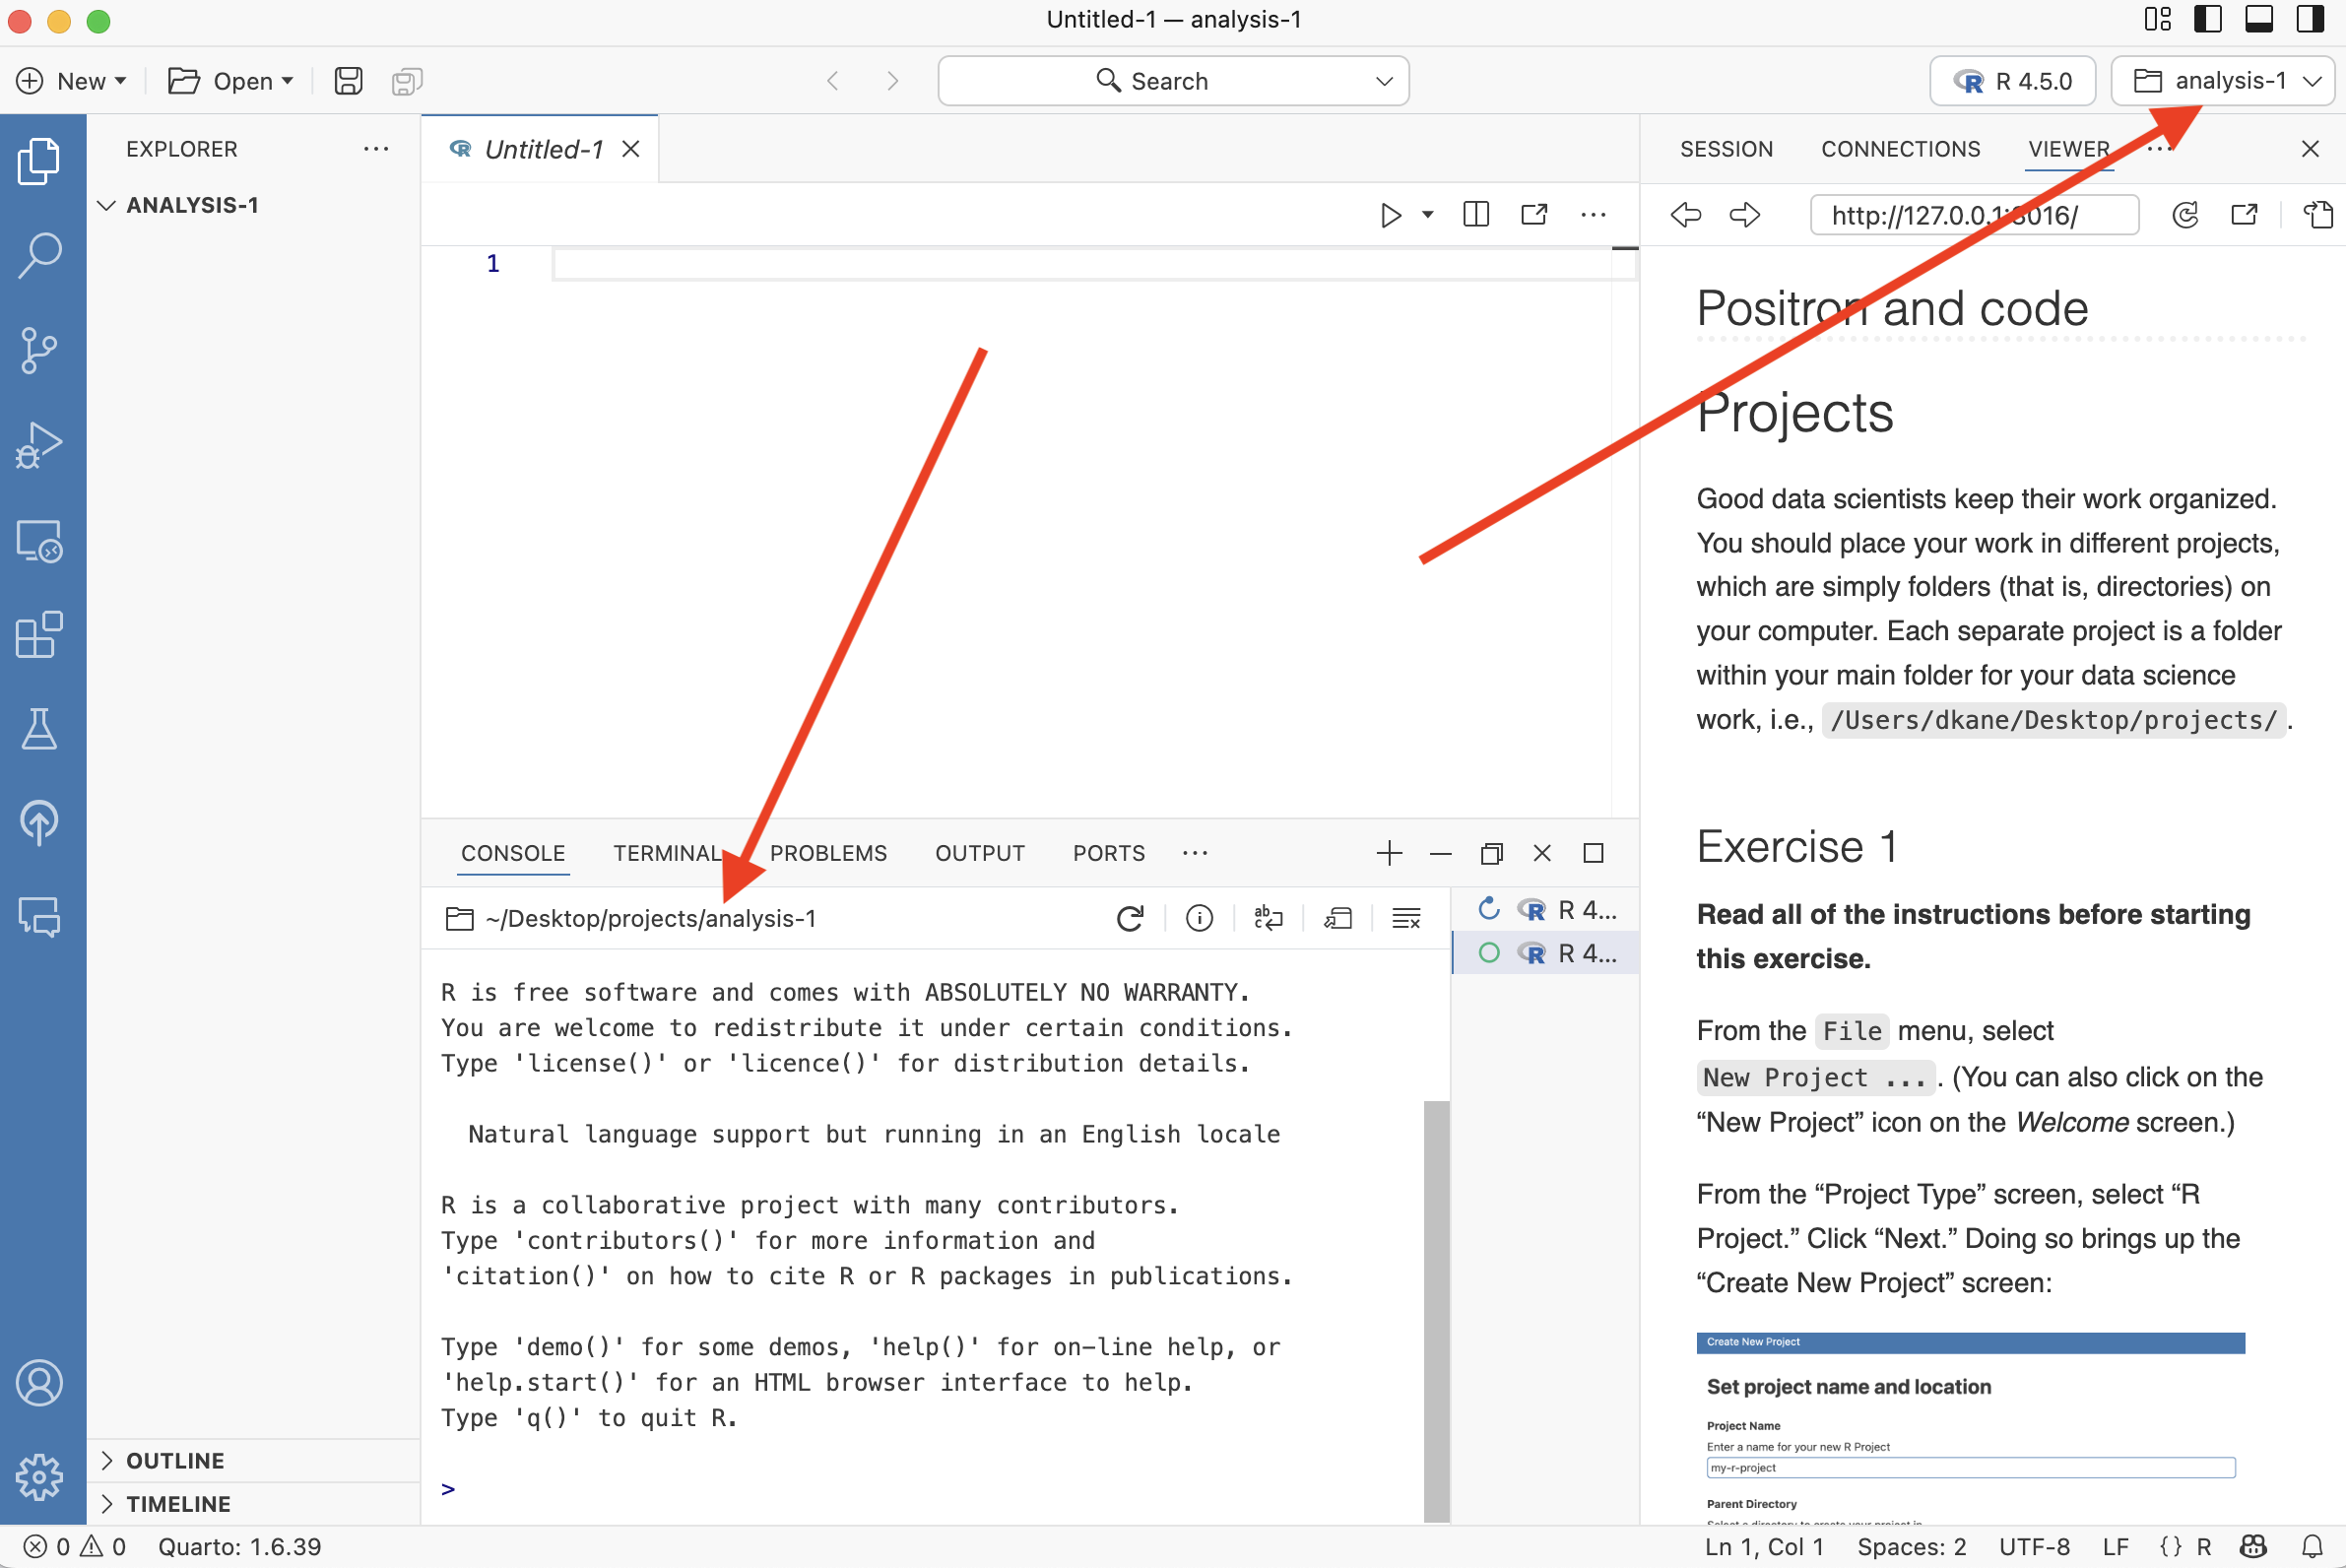 Untitled-1 — analysis-1
New
Open
Search
R 4.5.0
analysis-1
EXPLORER
ANALYSIS-1
OUTLINE
TIMELINE
Untitled-1
1
CONSOLE TERMINAL PROBLEMS OUTPUT PORTS
~/Desktop/projects/analysis-1
R 4...
R 4...
R is free software and comes with ABSOLUTELY NO WARRANTY.
You are welcome to redistribute it under certain conditions.
Type 'license()' or 'licence()' for distribution details.
Natural language support but running in an English locale
R is a collaborative project with many contributors.
Type 'contributors()' for more information and
'citation()' on how to cite R or R packages in publications.
Type 'demo()' for some demos, 'help()' for on-line help, or
'help.start()' for an HTML browser interface to help.
Type 'q()' to quit R.
>
SESSION CONNECTIONS VIEWER
http://127.0.0.1:8016/
Positron and code
Projects
Good data scientists keep their work organized.
You should place your work in different projects,
which are simply folders (that is, directories) on
your computer. Each separate project is a folder
within your main folder for your data science
work, i.e., /Users/dkane/Desktop/projects/.
Exercise 1
Read all of the instructions before starting
this exercise.
From the File menu, select
New Project .... (You can also click on the
“New Project” icon on the Welcome screen.)
From the “Project Type” screen, select “R
Project.” Click “Next.” Doing so brings up the
“Create New Project” screen:
Create New Project
Set project name and location
Project Name
Enter a name for your new R Project
my-r-project
Parent Directory
Select a directory to create your project in
0 0 Quarto: 1.6.39
Ln 1, Col 1 Spaces: 2 UTF-8 LF {} R